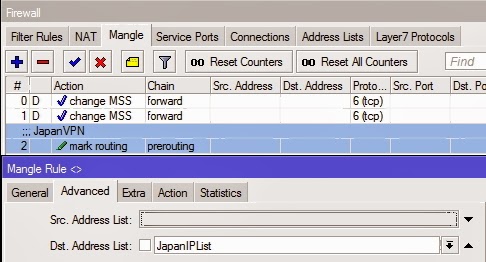 Firewall
Filter Rules NAT Mangle Service Ports Connections Address Lists Layer7 Protocols
00 Reset Counters 00 Reset All Counters Find
# Action Chain Src. Address Dst. Address Proto... Src. Port Dst. Po
0 D change MSS forward 6 (tcp)
1 D change MSS forward 6 (tcp)
;;; JapanVPN
2 mark routing prerouting
Mangle Rule <>
General Advanced Extra Action Statistics
Src. Address List:
Dst. Address List: JapanIPList